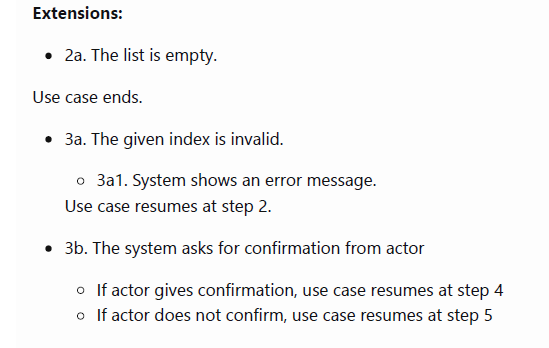 Extensions:
• 2a. The list is empty.
Use case ends.
• 3a. The given index is invalid.
○ 3a1. System shows an error message.
Use case resumes at step 2.
• 3b. The system asks for confirmation from actor
○ If actor gives confirmation, use case resumes at step 4
○ If actor does not confirm, use case resumes at step 5